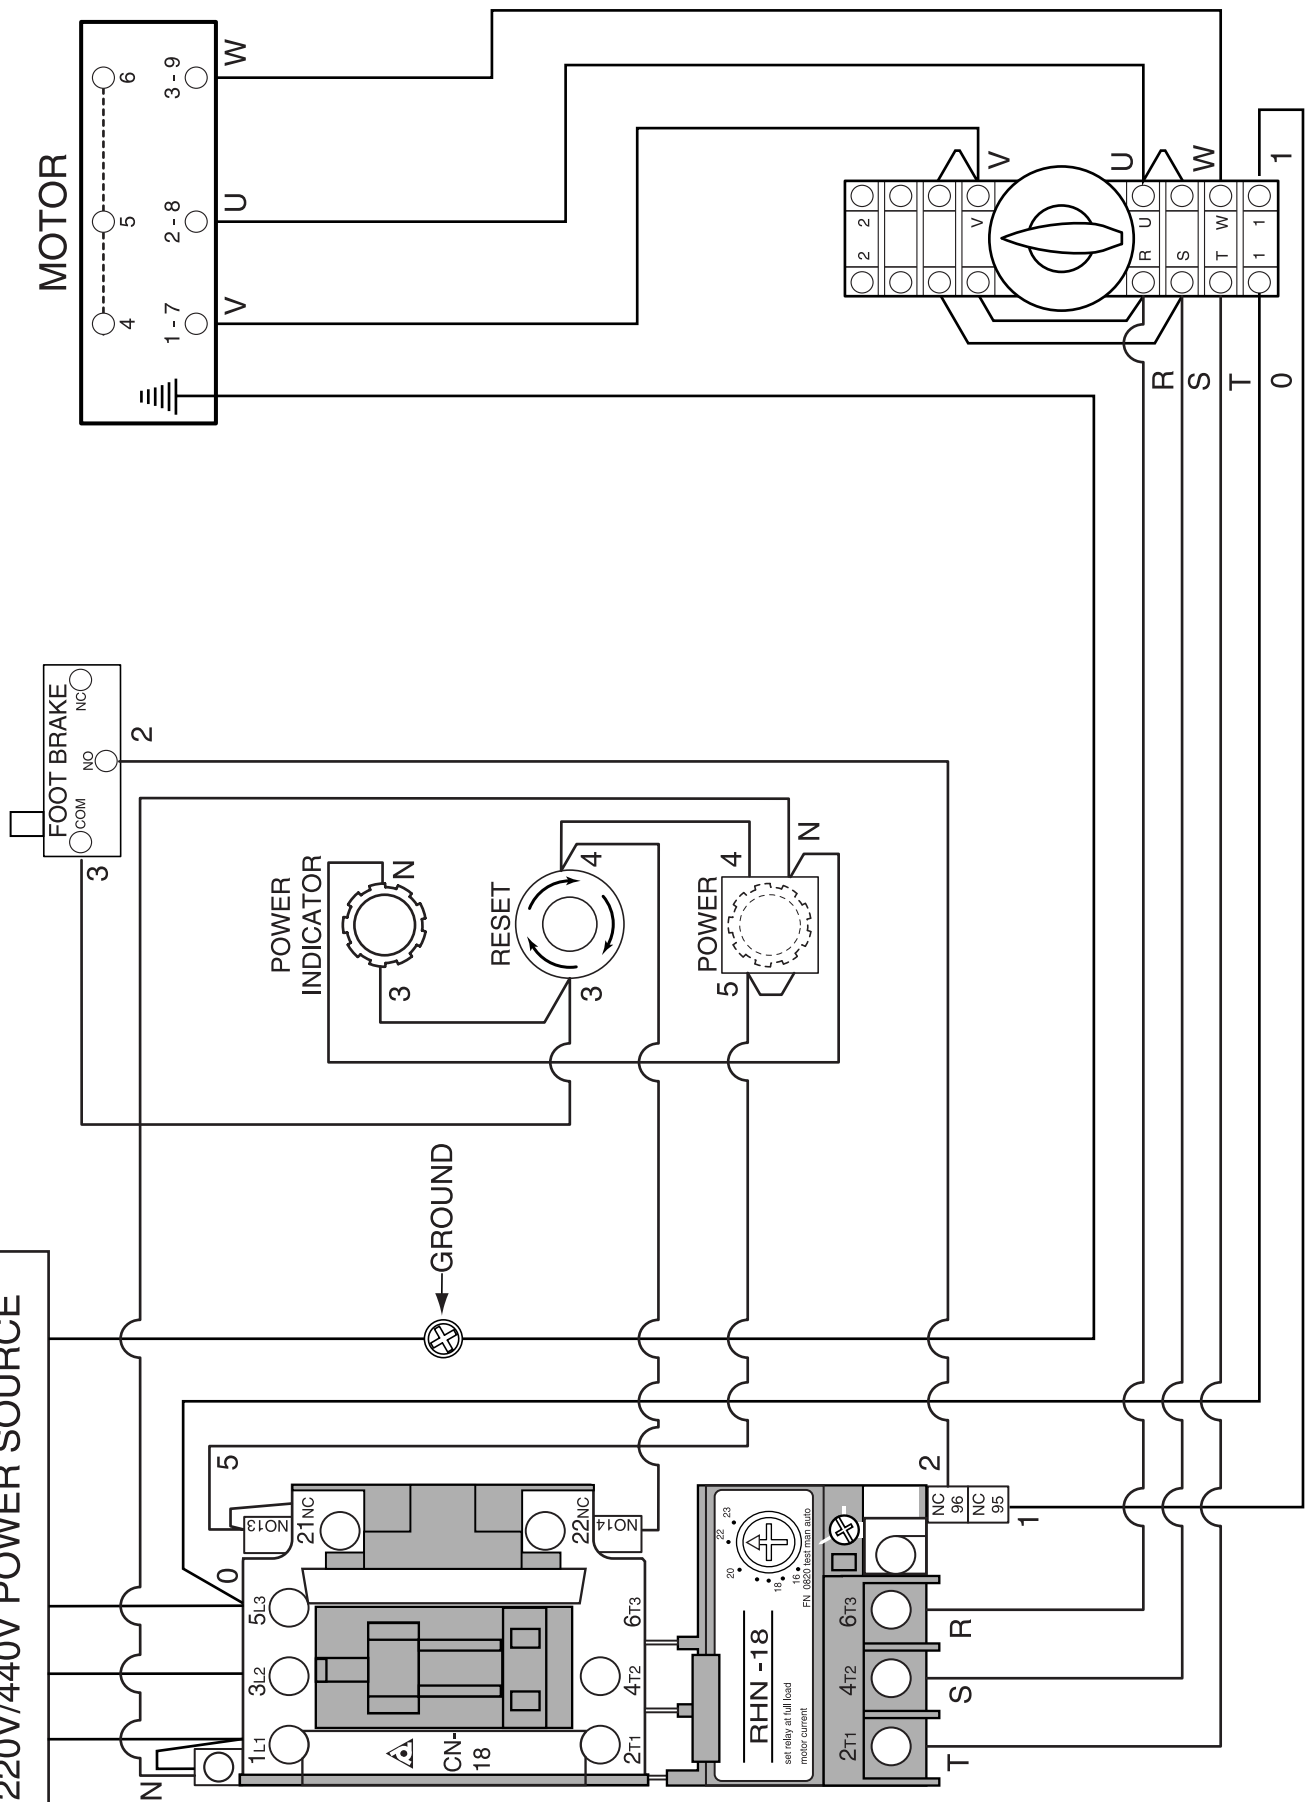 MOTOR
4
5
6
1 - 7
2 - 8
3 - 9
V
U
W
FOOT BRAKE
COM
NO
NC
3
2
POWER
INDICATOR
3
N
RESET
3
4
POWER
5
4
N
GROUND
220V/440V POWER SOURCE
N
0
5
1L1
3L2
5L3
NO13
21NC
22NC
NO14
CN-
18
2T1
4T2
6T3
RHN -18
set relay at full load
motor current
16
18
20
22
23
FN 0820 test man auto
2T1
4T2
6T3
NC
96
NC
95
2
1
T
S
R
V
U
W
1
2 2
V
R U
S
T W
1 1
R
S
T
0